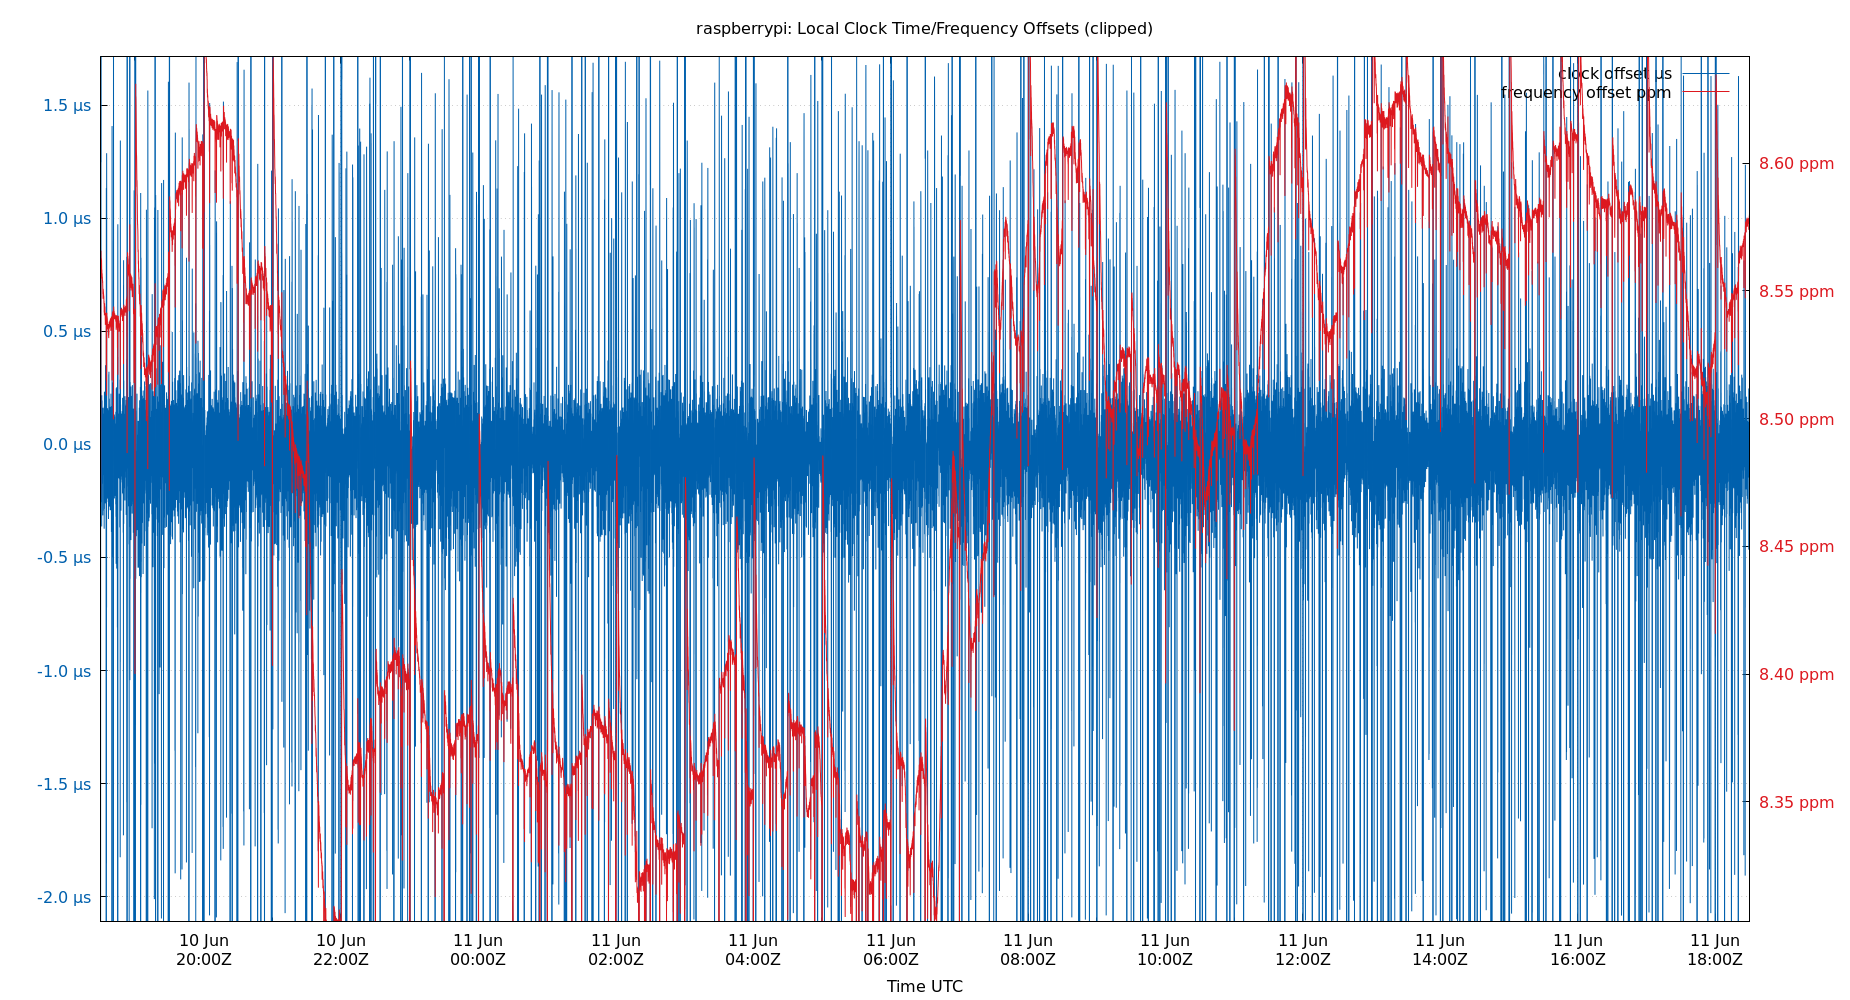 raspberrypi: Local Clock Time/Frequency Offsets (clipped)
clock offset µs
frequency offset ppm
1.5 µs
1.0 µs
0.5 µs
0.0 µs
-0.5 µs
-1.0 µs
-1.5 µs
-2.0 µs
8.60 ppm
8.55 ppm
8.50 ppm
8.45 ppm
8.40 ppm
8.35 ppm
10 Jun 10 Jun 11 Jun 11 Jun 11 Jun 11 Jun 11 Jun 11 Jun 11 Jun 11 Jun 11 Jun 11 Jun
20:00Z 22:00Z 00:00Z 02:00Z 04:00Z 06:00Z 08:00Z 10:00Z 12:00Z 14:00Z 16:00Z 18:00Z
Time UTC